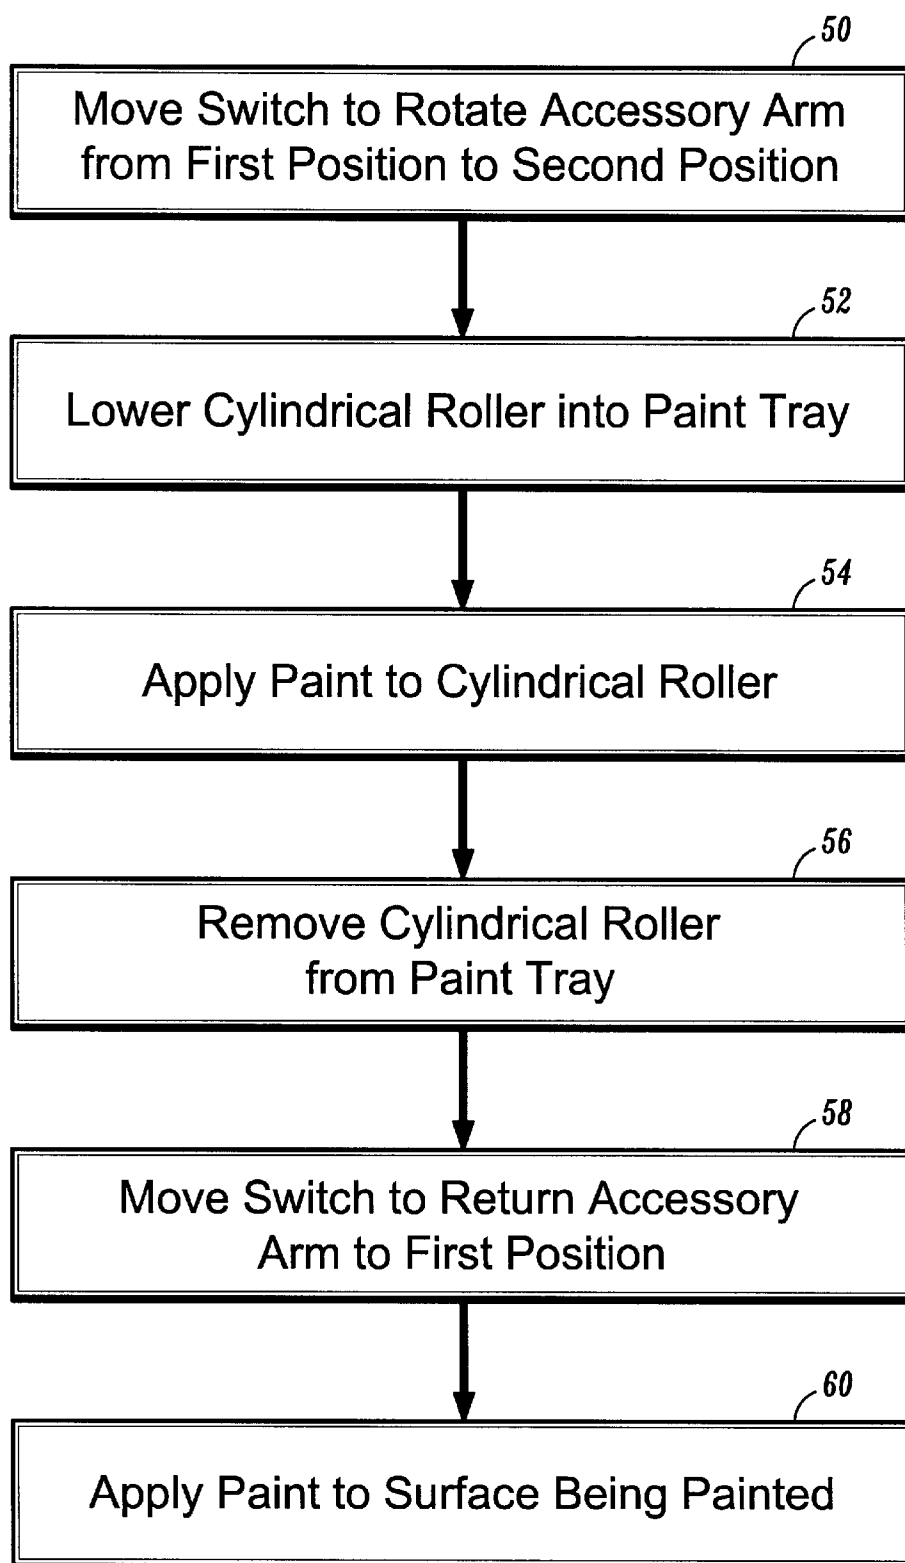 50
Move Switch to Rotate Accessory Arm
from First Position to Second Position
52
Lower Cylindrical Roller into Paint Tray
54
Apply Paint to Cylindrical Roller
56
Remove Cylindrical Roller
from Paint Tray
58
Move Switch to Return Accessory
Arm to First Position
60
Apply Paint to Surface Being Painted